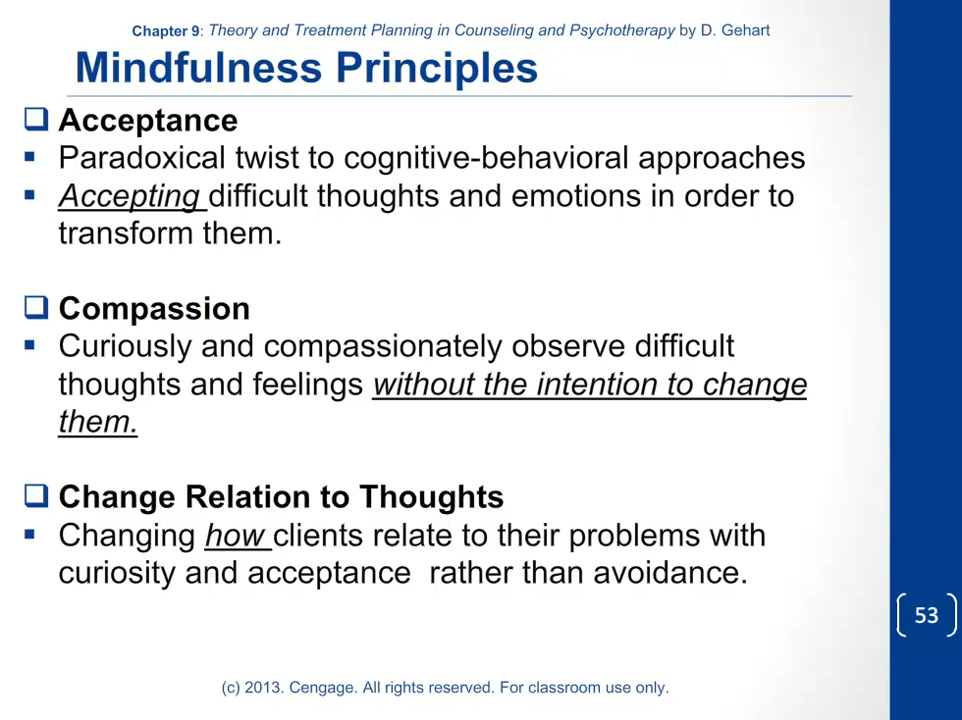 Chapter 9: Theory and Treatment Planning in Counseling and Psychotherapy by D. Gehart
Mindfulness Principles
Acceptance
Paradoxical twist to cognitive-behavioral approaches
Accepting difficult thoughts and emotions in order to
transform them.
Compassion
Curiously and compassionately observe difficult
thoughts and feelings without the intention to change
them.
Change Relation to Thoughts
Changing how clients relate to their problems with
curiosity and acceptance rather than avoidance.
53
(c) 2013. Cengage. All rights reserved. For classroom use only.